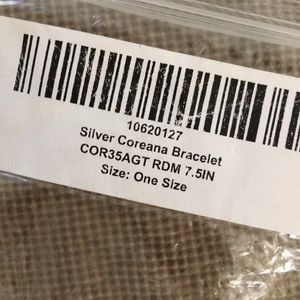 10620127
Silver Coreana Bracelet
COR35AGT RDM 7.5IN
Size: One Size